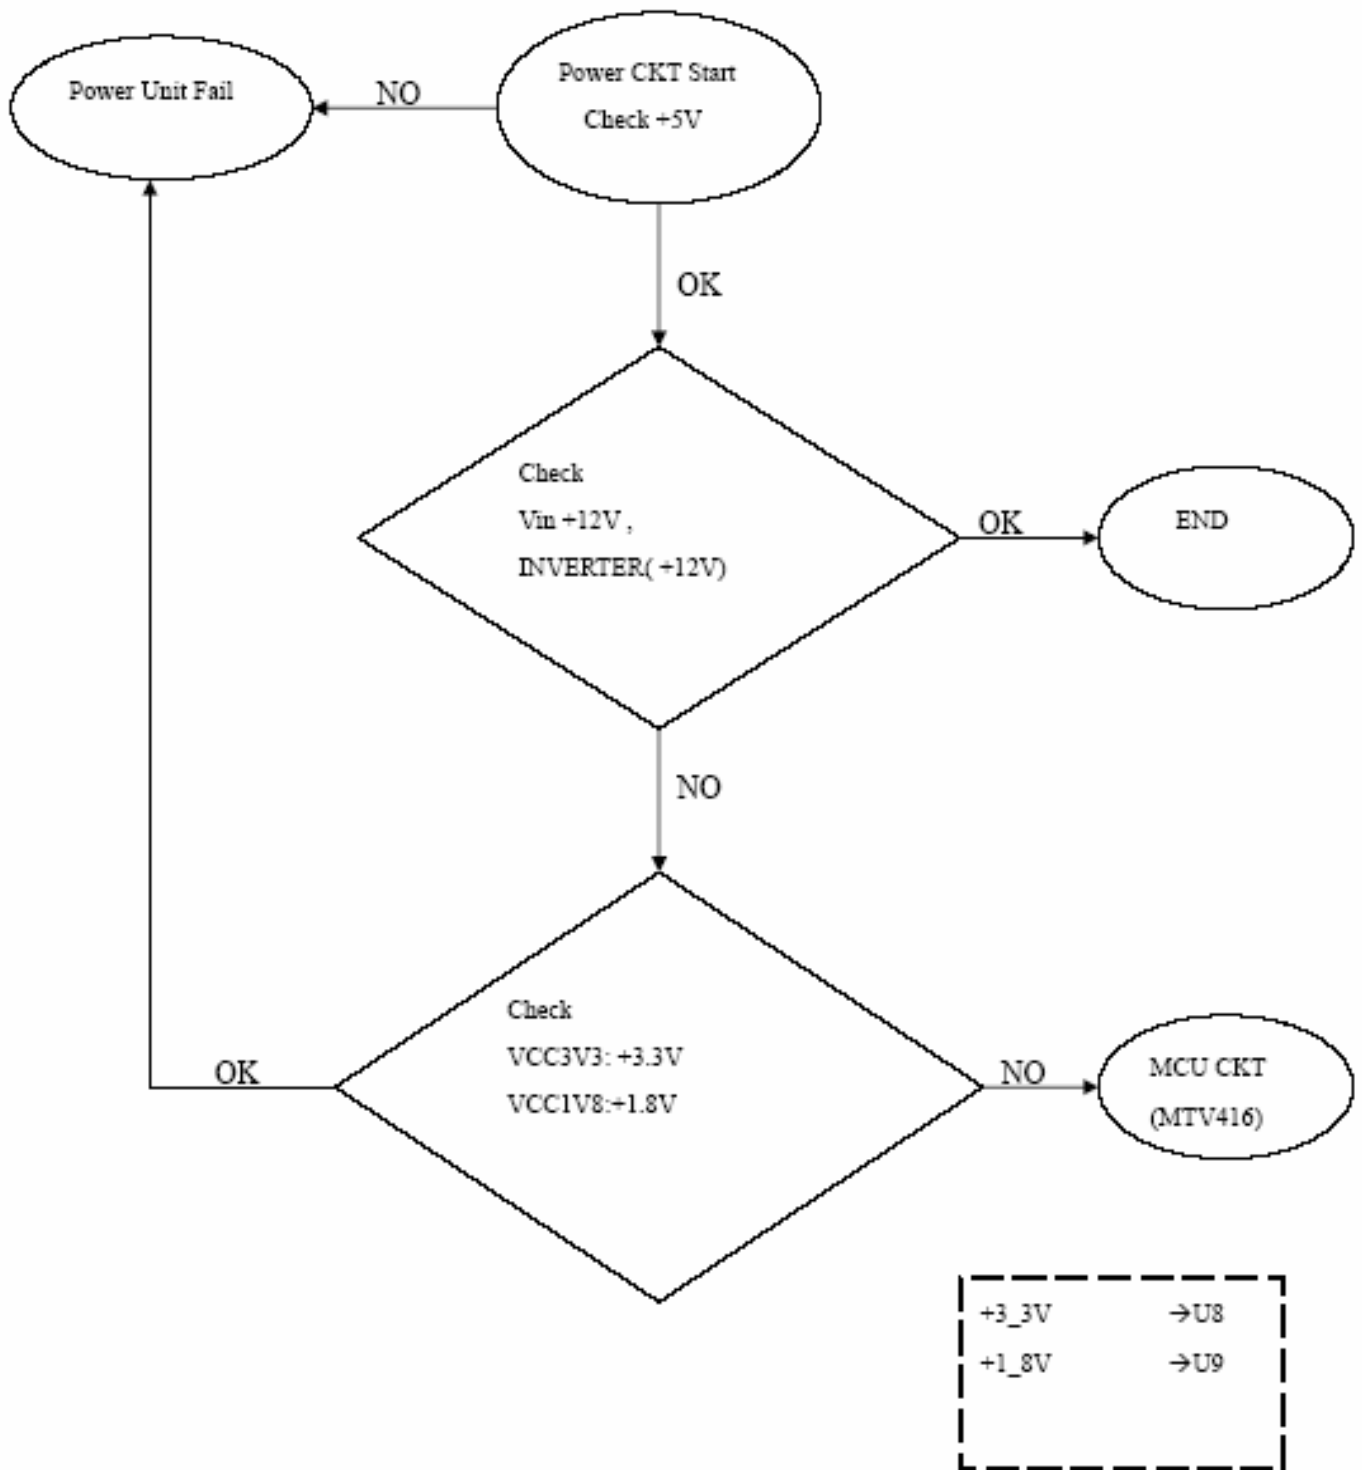 Power Unit Fail
NO
Power CKT Start
Check +5V
OK
Check
Vin +12V ,
INVERTER( +12V)
OK
END
NO
Check
VCC3V3: +3.3V
VCC1V8:+1.8V
OK
NO
MCU CKT
(MTV416)
+3_3V →U8
+1_8V →U9